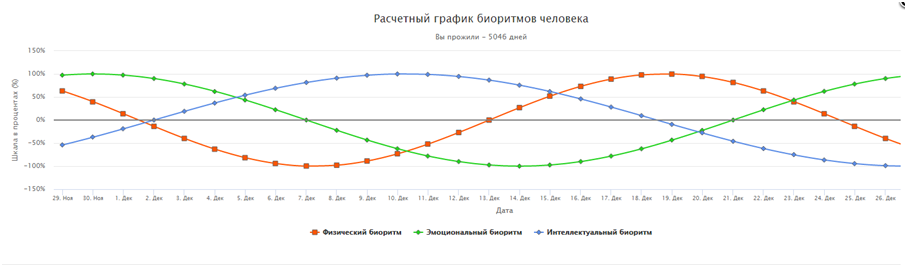 Расчетный график биоритмов человека
Вы прожили - 5046 дней
150%
100%
50%
0%
-50%
-100%
-150%
Шкала в процентах (%)
29. Ноя 30. Ноя 1. Дек 2. Дек 3. Дек 4. Дек 5. Дек 6. Дек 7. Дек 8. Дек 9. Дек 10. Дек 11. Дек 12. Дек 13. Дек 14. Дек 15. Дек 16. Дек 17. Дек 18. Дек 19. Дек 20. Дек 21. Дек 22. Дек 23. Дек 24. Дек 25. Дек 26. Дек
Дата
Физический биоритм Эмоциональный биоритм Интеллектуальный биоритм